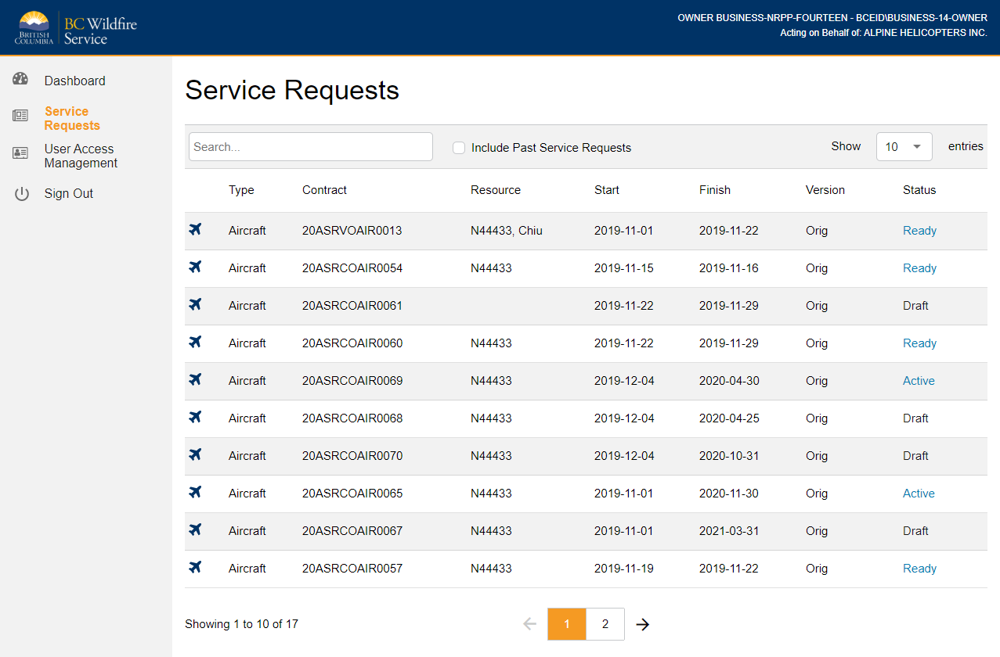 BRITISH
COLUMBIA
BC Wildfire
Service
OWNER BUSINESS-NRPP-FOURTEEN - BCEID\BUSINESS-14-OWNER
Acting on Behalf of: ALPINE HELICOPTERS INC.
Dashboard
Service
Requests
User Access
Management
Sign Out
Service Requests
Search... Include Past Service Requests Show 10 entries
Type Contract Resource Start Finish Version Status
Aircraft 20ASRVOAIR0013 N44433, Chiu 2019-11-01 2019-11-22 Orig Ready
Aircraft 20ASRCOAIR0054 N44433 2019-11-15 2019-11-16 Orig Ready
Aircraft 20ASRCOAIR0061 2019-11-22 2019-11-29 Orig Draft
Aircraft 20ASRCOAIR0060 N44433 2019-11-22 2019-11-29 Orig Ready
Aircraft 20ASRCOAIR0069 N44433 2019-12-04 2020-04-30 Orig Active
Aircraft 20ASRCOAIR0068 N44433 2019-12-04 2020-04-25 Orig Draft
Aircraft 20ASRCOAIR0070 N44433 2019-12-04 2020-10-31 Orig Draft
Aircraft 20ASRCOAIR0065 N44433 2019-11-01 2020-11-30 Orig Active
Aircraft 20ASRCOAIR0067 N44433 2019-11-01 2021-03-31 Orig Draft
Aircraft 20ASRCOAIR0057 N44433 2019-11-19 2019-11-22 Orig Ready
Showing 1 to 10 of 17 1 2